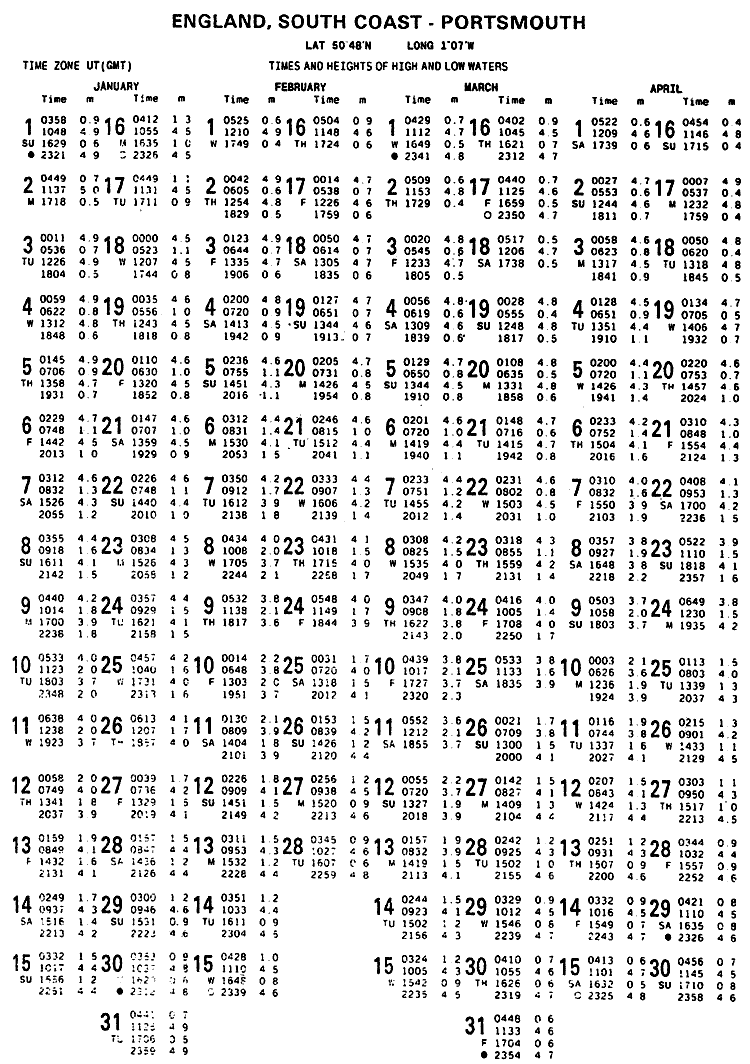 ENGLAND, SOUTH COAST - PORTSMOUTH
LAT 50°48'N LONG 1°07'W
TIME ZONE UT(GMT) TIMES AND HEIGHTS OF HIGH AND LOW WATERS
JANUARY FEBRUARY MARCH APRIL
Time m Time m Time m Time m Time m Time m Time m Time m
0358 0.9 0412 1 3 0525 0.6 0504 0 9 0429 0.7 0402 0.9 0522 0.6 0454 0 4
1 1048 4 9 16 1055 4 5 1 1210 4.9 16 1148 4 6 1 1112 4.7 16 1045 4.5 1 1209 4.6 16 1146 4 8
SU 1629 0 6 M 1635 1 0 W 1749 0 4 TH 1724 0 6 W 1649 0.5 TH 1621 0 7 SA 1739 0 6 SU 1715 0 4
● 2321 4 9 2326 4 5 ● 2341 4.8 2312 4.7
0449 0 7 0440 1 1 0042 4 9 0014 4.7 0509 0.6 0440 0.7 0027 4.7 0007 4 9
2 1137 5 0 17 1131 4 5 2 0605 0.6 17 0538 0 7 2 1153 4.8 17 1125 4.6 2 0553 0.6 17 0537 0.4
M 1718 0.5 TU 1711 0 9 TH 1254 4.8 F 1226 4 6 TH 1729 0.4 F 1659 0.5 SU 1244 4.6 M 1232 4.8
1829 0 5 1759 0 6 O 2350 4.7 1811 0.7 1759 0 4
0011 4.9 0000 4.5 0123 4.9 0050 4 7 0020 4.8 0517 0.5 0058 4.6 0050 4 8
3 0536 0.7 18 0523 1.1 3 0644 0.7 18 0614 0 7 3 0545 0.6 18 1206 4.7 3 0623 0.8 18 0620 0.4
TU 1226 4.9 W 1207 4 5 F 1335 4.7 SA 1305 4 7 F 1233 4.7 SA 1738 0.5 M 1317 4.5 TU 1318 4 8
1804 0.5 1744 0 8 1906 0 6 1835 0 6 1805 0.5 1841 0.9 1845 0.5
0059 4.9 0035 4 6 0200 4 8 0127 4 7 0056 4.8 0028 4.8 0128 4.5 0134 4.7
4 0622 0.8 19 0556 1 0 4 0720 0 9 19 0651 0 7 4 0619 0.6 19 0555 0.4 4 0651 0.9 19 0705 0 5
W 1312 4.8 TH 1243 4 5 SA 1413 4.5 SU 1344 4 6 SA 1309 4 6 SU 1248 4.8 TU 1351 4.4 W 1406 4.7
1848 0.6 1818 0.8 1942 0 9 1913 0.7 1839 0.6 1817 0.5 1910 1.1 1932 0.7
0145 4.9 0110 4.6 0236 4.6 0205 4.7 0129 4.7 0108 4.8 0200 4.4 0220 4.6
5 0706 0.9 20 0630 1.0 5 0755 1.1 20 0731 0.8 5 0650 0.8 20 0635 0.5 5 0720 1.1 20 0753 0.7
TH 1358 4.7 F 1320 4 5 SU 1451 4.3 M 1426 4 5 SU 1344 4 5 M 1331 4.8 W 1426 4.3 TH 1457 4.6
1931 0.7 1852 0.8 2016 1.1 1954 0.8 1910 0.8 1858 0.6 1941 1.4 2024 1.0
0229 4.7 0147 4.6 0312 4.4 0246 4.6 0201 4.6 0148 4.7 0233 4.2 0310 4.3
6 0748 1.1 21 0707 1.0 6 0831 1.4 21 0815 1 0 6 0720 1.0 21 0716 0.6 6 0752 1.4 21 0848 1.0
F 1442 4 5 SA 1359 4.5 M 1530 4.1 TU 1512 4.4 M 1419 4.4 TU 1415 4.7 TH 1504 4.1 F 1554 4.4
2013 1.0 1929 0.9 2053 1 5 2041 1.1 1940 1.1 1942 0.8 2016 1.6 2124 1.3
0312 4.6 0226 4 6 0350 4.2 0333 4 4 0233 4.4 0231 4.6 0310 4.0 0408 4.1
7 0832 1.3 22 0748 1 1 7 0912 1.7 22 0907 1.3 7 0751 1.2 22 0802 0.8 7 0832 1.6 22 0953 1.3
SA 1526 4.3 SU 1440 4.4 TU 1612 3 9 W 1606 4.2 TU 1455 4.2 W 1503 4.5 F 1550 3 9 SA 1700 4.2
2055 1.2 2010 1.0 2138 1.8 2139 1.4 2012 1.4 2031 1.0 2103 1.9 2236 1 5
0355 4.4 0308 4 5 0434 4 0 0431 4 1 0308 4.2 0318 4 3 0357 3 8 0522 3.9
8 0918 1.6 23 0834 1.3 8 1008 2.0 23 1018 1.5 8 0825 1.5 23 0855 1.1 8 0927 1.9 23 1110 1.5
SU 1611 4 1 1526 4 3 W 1705 3.7 TH 1715 4 0 W 1535 4 0 TH 1559 4 2 SA 1648 3.8 SU 1818 4 1
2142 1.5 2056 1 2 2244 2 1 2258 1 7 2049 1 7 2131 1 4 2218 2.2 2357 1 6
0440 4.2 0357 4 4 0532 3.8 0548 4 0 0347 4.0 0416 4 0 0503 3.7 0649 3.8
9 1014 1.8 24 0929 1 5 9 1138 2.1 24 1149 1 7 9 0908 1.8 24 1005 1 4 9 1058 2 0 24 1230 1.5
M 1700 3.9 TU 1621 4 1 TH 1817 3.6 F 1844 3 9 TH 1622 3.8 F 1708 4 0 SU 1803 3.7 M 1935 4 2
2238 1.8 2158 1 5 2143 2.0 2250 1 7
0533 4.0 0457 4 2 0014 2 2 0031 1 7 0439 3.8 0533 3 8 0003 2 1 0113 1.5
10 1123 2 0 25 1040 1 6 10 0648 3 8 25 0720 4 0 10 1017 2.1 25 1133 1 6 10 0626 3.6 25 0803 4 0
TU 1803 3 7 W 1731 4 0 F 1303 2 0 SA 1318 1.5 F 1727 3.7 SA 1835 3.9 M 1236 1.9 TU 1339 1 3
2348 2 0 2313 1 6 1951 3.7 2012 4 1 2320 2.3 1924 3.9 2037 4 3
0638 4 0 0613 4 1 0130 2.1 0153 1 5 0552 3.6 0021 1.7 0116 1.9 0215 1.3
11 1238 2 0 26 1207 1.7 11 0809 3.9 26 0839 4 2 11 1212 2.1 26 0709 3.8 11 0744 3 8 26 0901 4.2
W 1923 3 7 1857 4 0 SA 1404 1 8 SU 1426 1 2 SA 1855 3.7 SU 1300 1 5 TU 1337 1 6 W 1433 1.1
2101 3.9 2120 4 4 2000 4 1 2027 4 1 2129 4.5
0058 2 0 0039 1.7 0226 1.8 0256 1 2 0055 2.2 0142 1 5 0207 1.5 0303 1 1
12 0749 4 0 27 0736 4 2 12 0909 4.1 27 0938 4 5 12 0720 3.7 27 0827 4 1 12 0843 4 1 27 0950 4.3
TH 1341 1 8 F 1329 1 5 SU 1451 1.5 M 1520 0 9 SU 1327 1.9 M 1409 1 3 W 1424 1.3 TH 1517 1 0
2037 3.9 4 1 2149 4 2 2213 4 6 2018 3.9 2104 4 4 2117 4 4 2213 4.5
0159 1.9 1 5 0311 1.5 0345 0 9 0157 1 9 0242 1 2 0251 1 2 0344 0.9
13 0849 4 1 28 4 4 13 0953 4.3 28 4 6 13 0832 3.9 28 0925 4 3 13 0931 4 3 28 1032 4 4
F 1432 1.6 SA 1436 1 2 M 1532 1.2 TU 1607 0 6 M 1419 1 5 TU 1502 1 0 TH 1507 0 9 F 1557 0.9
2131 4 1 2126 4 4 2228 4 4 2259 4 8 2113 4.1 2155 4 6 2200 4.6 2252 4 6
0249 1.7 0300 1 2 0351 1.2 0244 1.5 0329 0.9 0332 0 9 0421 0 8
14 0937 4 3 29 0946 4.6 14 1033 4.4 14 0923 4 1 29 1012 4 5 14 1016 4 5 29 1110 4 5
SA 1516 1.4 SU 1531 0.9 TU 1611 0 9 TU 1502 1 2 W 1546 0 6 F 1549 0 7 SA 1635 0 8
2213 4 2 2223 4.6 2304 4 5 2156 4 3 2239 4 7 2243 4.7 ● 2326 4 6
0332 1 5 0353 0 9 0428 1.0 0324 1 2 0410 0 7 0413 0 6 0456 0 7
15 4 4 30 4 8 15 1110 4 5 15 1005 4 3 30 1055 4 6 15 1101 4 7 30 1145 4 5
SU 1556 1 2 0 6 W 1648 0 8 W 1542 0 9 TH 1626 0 6 SA 1632 0 5 SU 1710 0 8
2251 4 4 ● 4 8 2339 4 6 2235 4 5 2319 4 7 2325 4 8 2358 4 6
0441 0 7 0448 0 6
31 4 9 31 1133 4 6
TU 1706 0 5 F 1704 0 6
2359 4 9 ● 2354 4 7